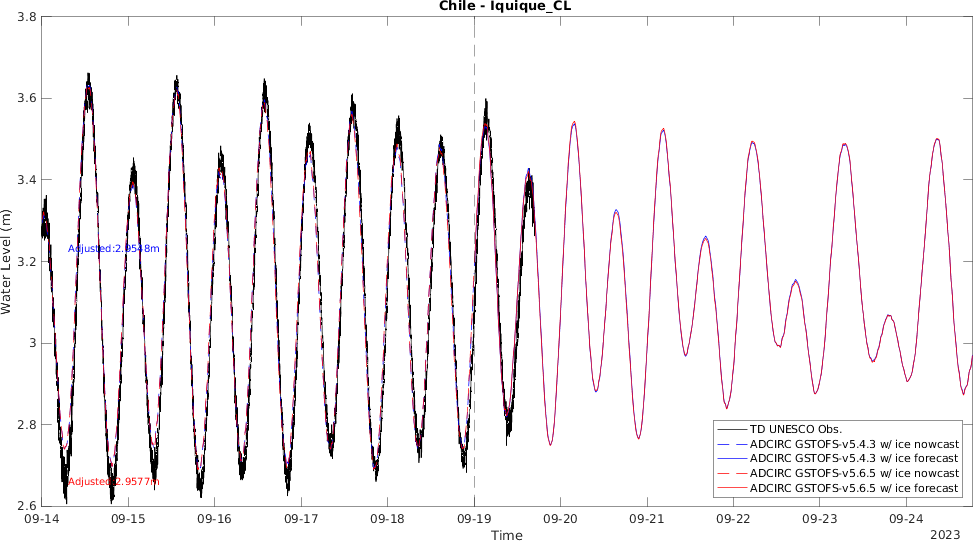 Chile - Iquique_CL
3.8
3.6
3.4
3.2
3
2.8
2.6
Water Level (m)
Adjusted:2.9548m
Adjusted:2.9577m
TD UNESCO Obs.
ADCIRC GSTOFS-v5.4.3 w/ ice nowcast
ADCIRC GSTOFS-v5.4.3 w/ ice forecast
ADCIRC GSTOFS-v5.6.5 w/ ice nowcast
ADCIRC GSTOFS-v5.6.5 w/ ice forecast
09-14 09-15 09-16 09-17 09-18 09-19 09-20 09-21 09-22 09-23 09-24
Time
2023